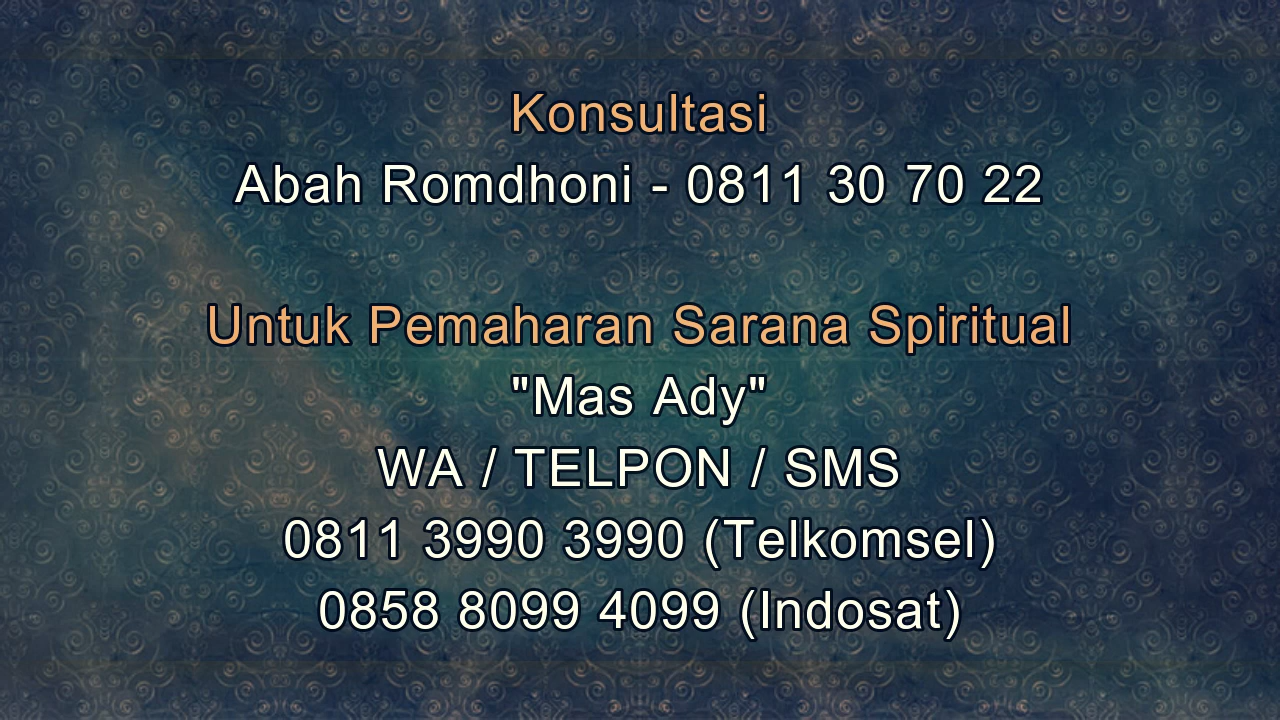 Konsultasi
Abah Romdhoni - 0811 30 70 22
Untuk Pemaharan Sarana Spiritual
"Mas Ady"
WA / TELPON / SMS
0811 3990 3990 (Telkomsel)
0858 8099 4099 (Indosat)